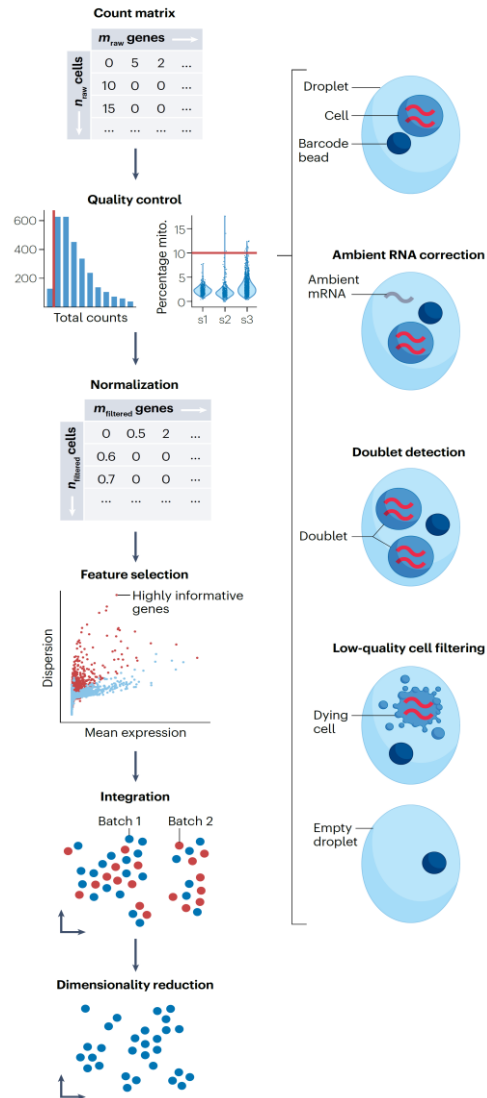 Count matrix
m_raw genes
n_raw cells
0 5 2 ...
10 0 0 ...
15 0 0 ...
... ... ... ...
Quality control
600
400
200
Total counts
Percentage mito.
15
10
5
0
s1 s2 s3
Normalization
m_filtered genes
n_filtered cells
0 0.5 2 ...
0.6 0 0 ...
0.7 0 0 ...
... ... ... ...
Feature selection
Highly informative
genes
Dispersion
Mean expression
Integration
Batch 1 Batch 2
Dimensionality reduction
Droplet
Cell
Barcode
bead
Ambient RNA correction
Ambient
mRNA
Doublet detection
Doublet
Low-quality cell filtering
Dying
cell
Empty
droplet